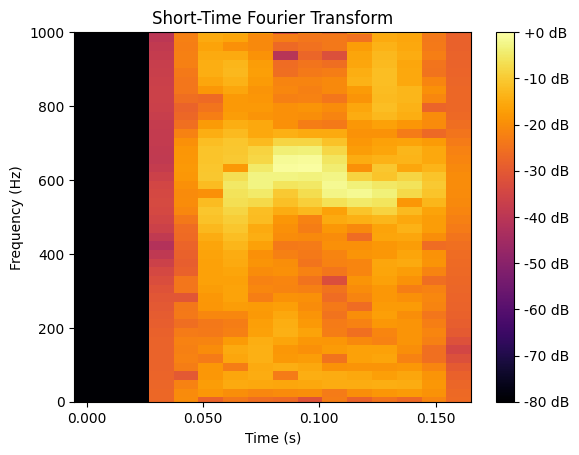 Short-Time Fourier Transform
1000
800
600
400
200
0
Frequency (Hz)
0.000
0.050
0.100
0.150
Time (s)
+0 dB
-10 dB
-20 dB
-30 dB
-40 dB
-50 dB
-60 dB
-70 dB
-80 dB